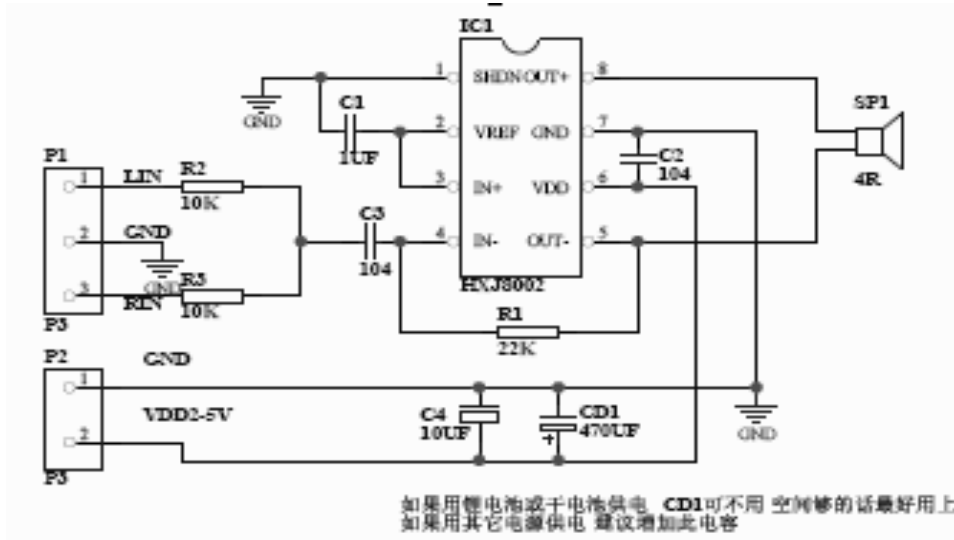 IC1
1 SHDN OUT+ 8
C1
GND
2 VREF GND 7
1UF
C2
SP1
P1
R2
1 LIN
3 IN+ VDD 6
104
4R
10K
C3
2 GND
4 IN- OUT- 5
104
GND
R3
HXJ8002
3 RIN
10K
R1
P3
22K
P2
GND
1
C4
CD1
VDD2-5V
10UF
470UF
+
GND
2
P3
如果用锂电池或干电池供电 CD1可不用 空间够的话最好用上
如果用其它电源供电 建议增加此电容